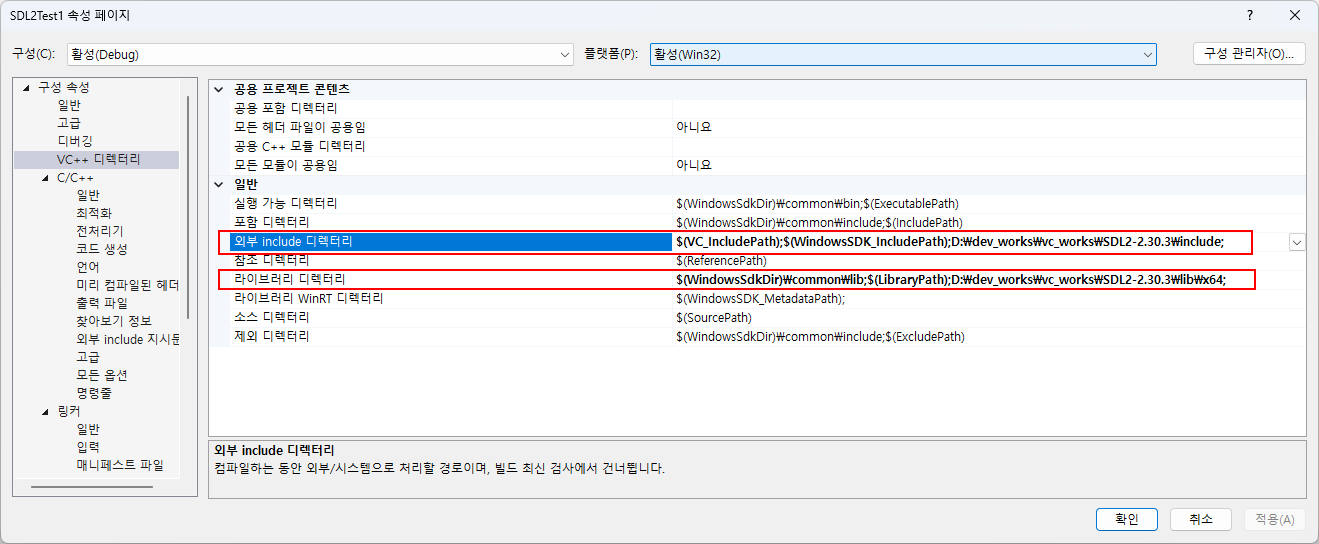 SDL2Test1 속성 페이지
구성(C): 활성(Debug) 플랫폼(P): 활성(Win32) 구성 관리자(O)...
구성 속성
일반
고급
디버깅
VC++ 디렉터리
C/C++
일반
최적화
전처리기
코드 생성
언어
미리 컴파일된 헤더
출력 파일
찾아보기 정보
외부 include 지시문
고급
모든 옵션
명령줄
링커
일반
입력
매니페스트 파일
공용 프로젝트 콘텐츠
공용 포함 디렉터리
모든 헤더 파일이 공용임 아니요
공용 C++ 모듈 디렉터리
모든 모듈이 공용임 아니요
일반
실행 가능 디렉터리 $(WindowsSdkDir)₩common₩bin;$(ExecutablePath)
포함 디렉터리 $(WindowsSdkDir)₩common₩include;$(IncludePath)
외부 include 디렉터리 $(VC_IncludePath);$(WindowsSDK_IncludePath);D:₩dev_works₩vc_works₩SDL2-2.30.3₩include;
참조 디렉터리 $(ReferencePath)
라이브러리 디렉터리 $(WindowsSdkDir)₩common₩lib;$(LibraryPath);D:₩dev_works₩vc_works₩SDL2-2.30.3₩lib₩x64;
라이브러리 WinRT 디렉터리 $(WindowsSDK_MetadataPath);
소스 디렉터리 $(SourcePath)
제외 디렉터리 $(WindowsSdkDir)₩common₩include;$(ExcludePath)
외부 include 디렉터리
컴파일하는 동안 외부/시스템으로 처리할 경로이며, 빌드 최신 검사에서 건너뜁니다.
확인 취소 적용(A)